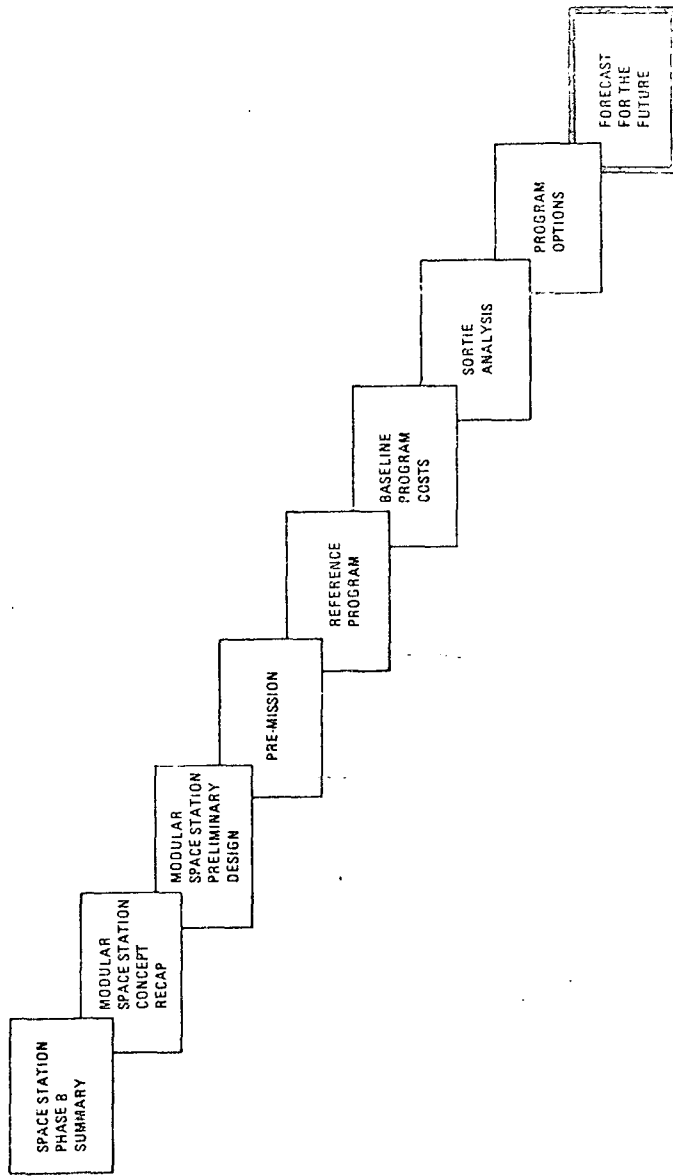 SPACE STATION
PHASE B
SUMMARY
MODULAR
SPACE STATION
CONCEPT
RECAP
MODULAR
SPACE STATION
PRELIMINARY
DESIGN
PRE-MISSION
REFERENCE
PROGRAM
BASELINE
PROGRAM
COSTS
SORTIE
ANALYSIS
PROGRAM
OPTIONS
FORECAST
FOR THE
FUTURE